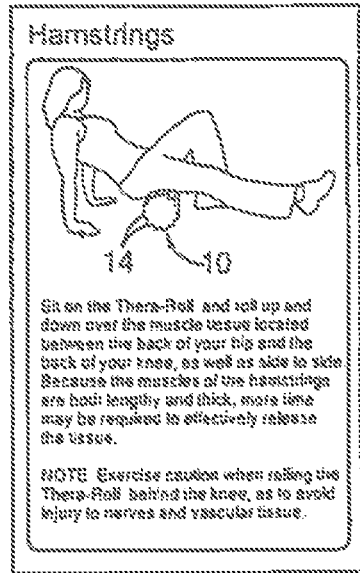 Hamstrings
14
10
Sit on the Thera-Roll and roll up and
down over the muscle tissue located
between the back of your hip and the
back of your knee, as well as side to side
Because the muscles of the hamstrings
are both lengthy and thick, more time
may be required to effectively release
the tissue.
NOTE Exercise caution when rolling the
Thera-Roll behind the knee, as to avoid
injury to nerves and vascular tissue.